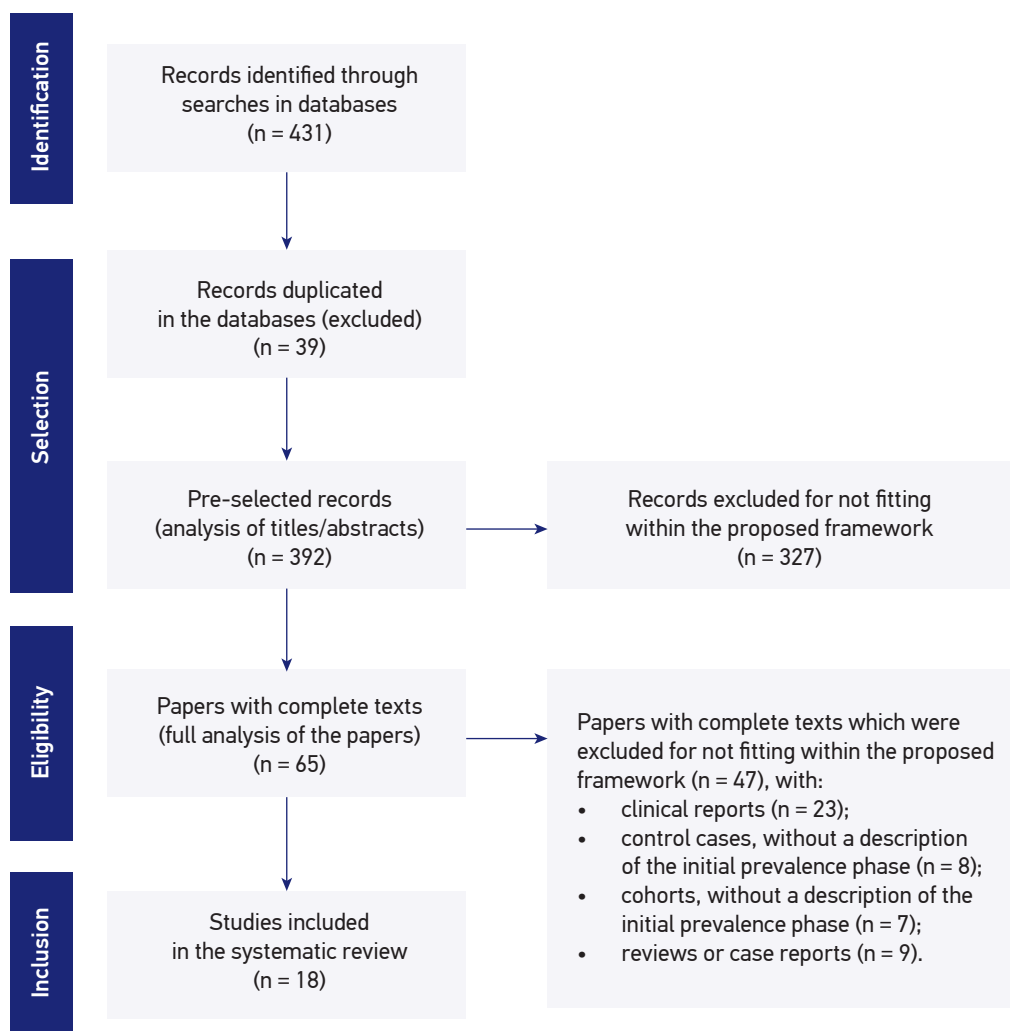 Identification
Records identified through
searches in databases
(n = 431)
Selection
Records duplicated
in the databases (excluded)
(n = 39)
Pre-selected records
(analysis of titles/abstracts)
(n = 392)
Records excluded for not fitting
within the proposed framework
(n = 327)
Eligibility
Papers with complete texts
(full analysis of the papers)
(n = 65)
Papers with complete texts which were
excluded for not fitting within the proposed
framework (n = 47), with:
• clinical reports (n = 23);
• control cases, without a description
of the initial prevalence phase (n = 8);
• cohorts, without a description of the
initial prevalence phase (n = 7);
• reviews or case reports (n = 9).
Inclusion
Studies included
in the systematic review
(n = 18)